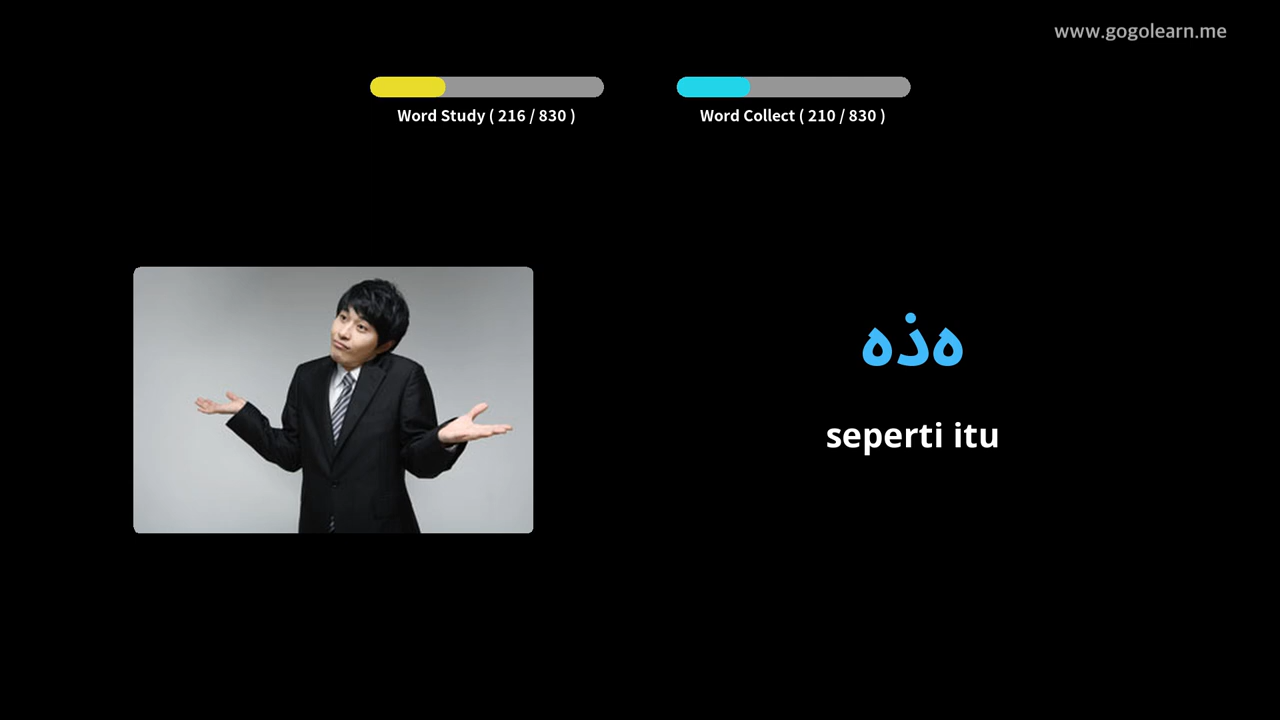 www.gogolearn.me
Word Study ( 216 / 830 )
Word Collect ( 210 / 830 )
هذه
seperti itu